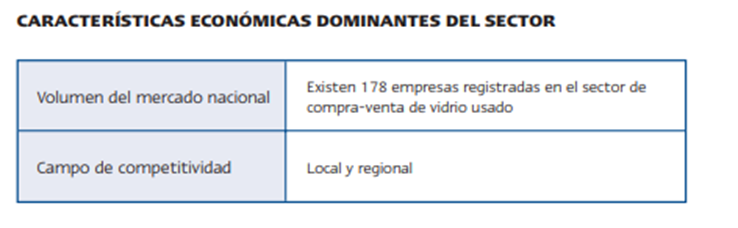 CARACTERÍSTICAS ECONÓMICAS DOMINANTES DEL SECTOR
Volumen del mercado nacional
Existen 178 empresas registradas en el sector de
compra-venta de vidrio usado
Campo de competitividad
Local y regional